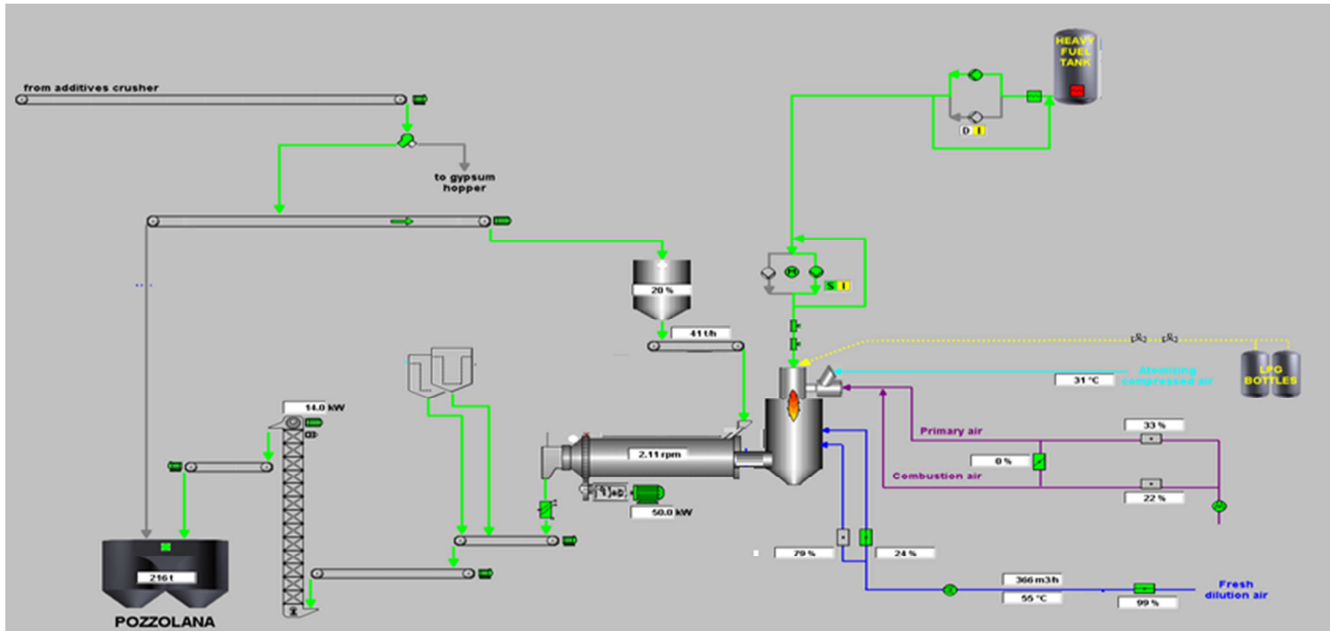 HEAVY
FUEL
TANK
from additives crusher
D I
to gypsum
hopper
20 %
S I
41 t/h
LPG
BOTTLES
Atomizing
compressed air
31 °C
14.0 kW
33 %
Primary air
2.11 rpm
0 %
Combustion air
22 %
50.0 kW
79 %
24 %
216 t
366 m3/h
55 °C
99 %
Fresh
dilution air
POZZOLANA